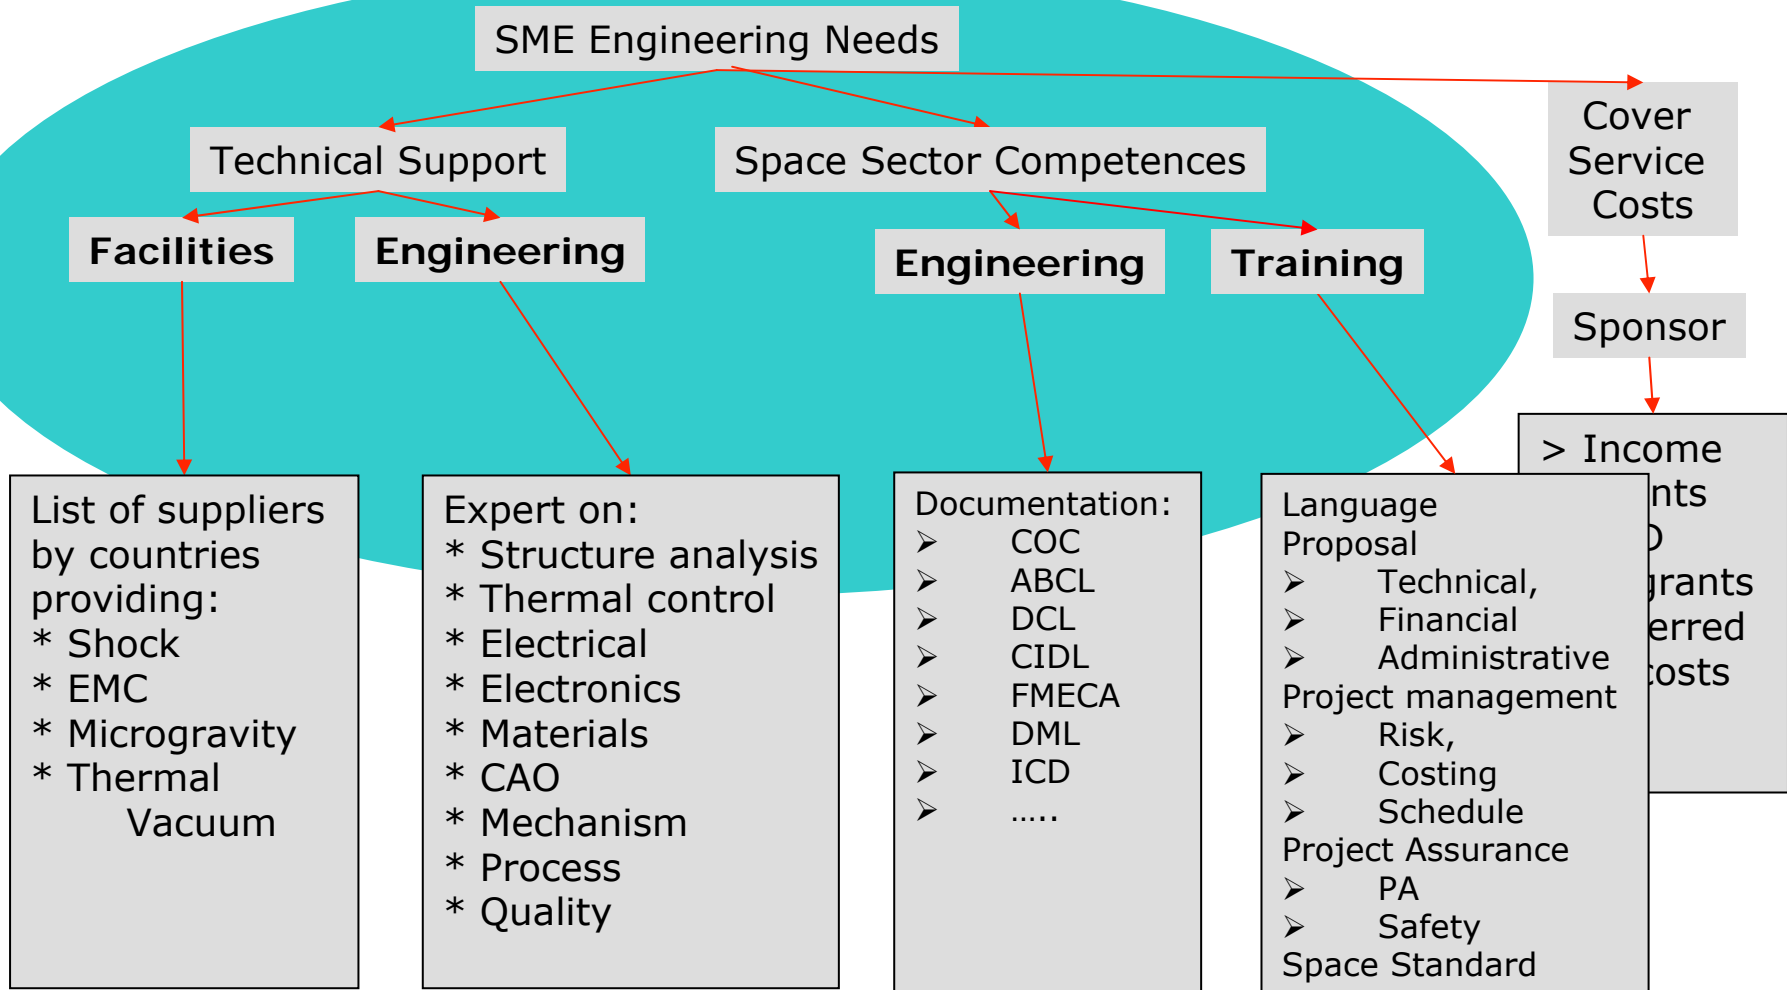 SME Engineering Needs
Technical Support
Space Sector Competences
Cover
Service
Costs
Facilities
Engineering
Engineering
Training
Sponsor
List of suppliers
by countries
providing:
* Shock
* EMC
* Microgravity
* Thermal
Vacuum
Expert on:
* Structure analysis
* Thermal control
* Electrical
* Electronics
* Materials
* CAO
* Mechanism
* Process
* Quality
Documentation:
➢ COC
➢ ABCL
➢ DCL
➢ CIDL
➢ FMECA
➢ DML
➢ ICD
➢ …..
Language
Proposal
➢ Technical,
➢ Financial
➢ Administrative
Project management
➢ Risk,
➢ Costing
➢ Schedule
Project Assurance
➢ PA
➢ Safety
Space Standard
> Income
grants
costs